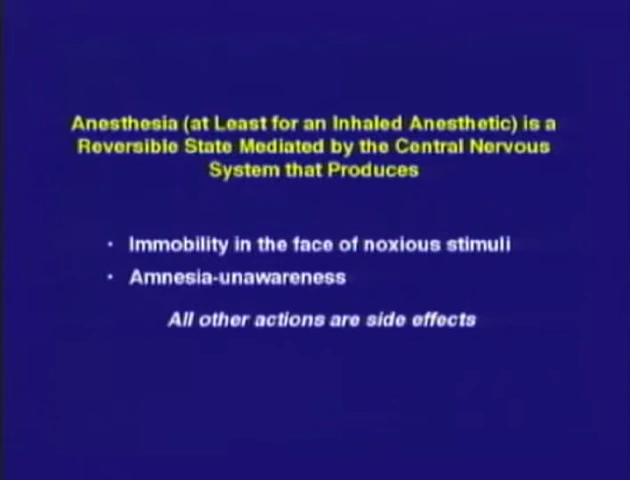 Anesthesia (at Least for an Inhaled Anesthetic) is a
Reversible State Mediated by the Central Nervous
System that Produces
• Immobility in the face of noxious stimuli
• Amnesia-unawareness
All other actions are side effects